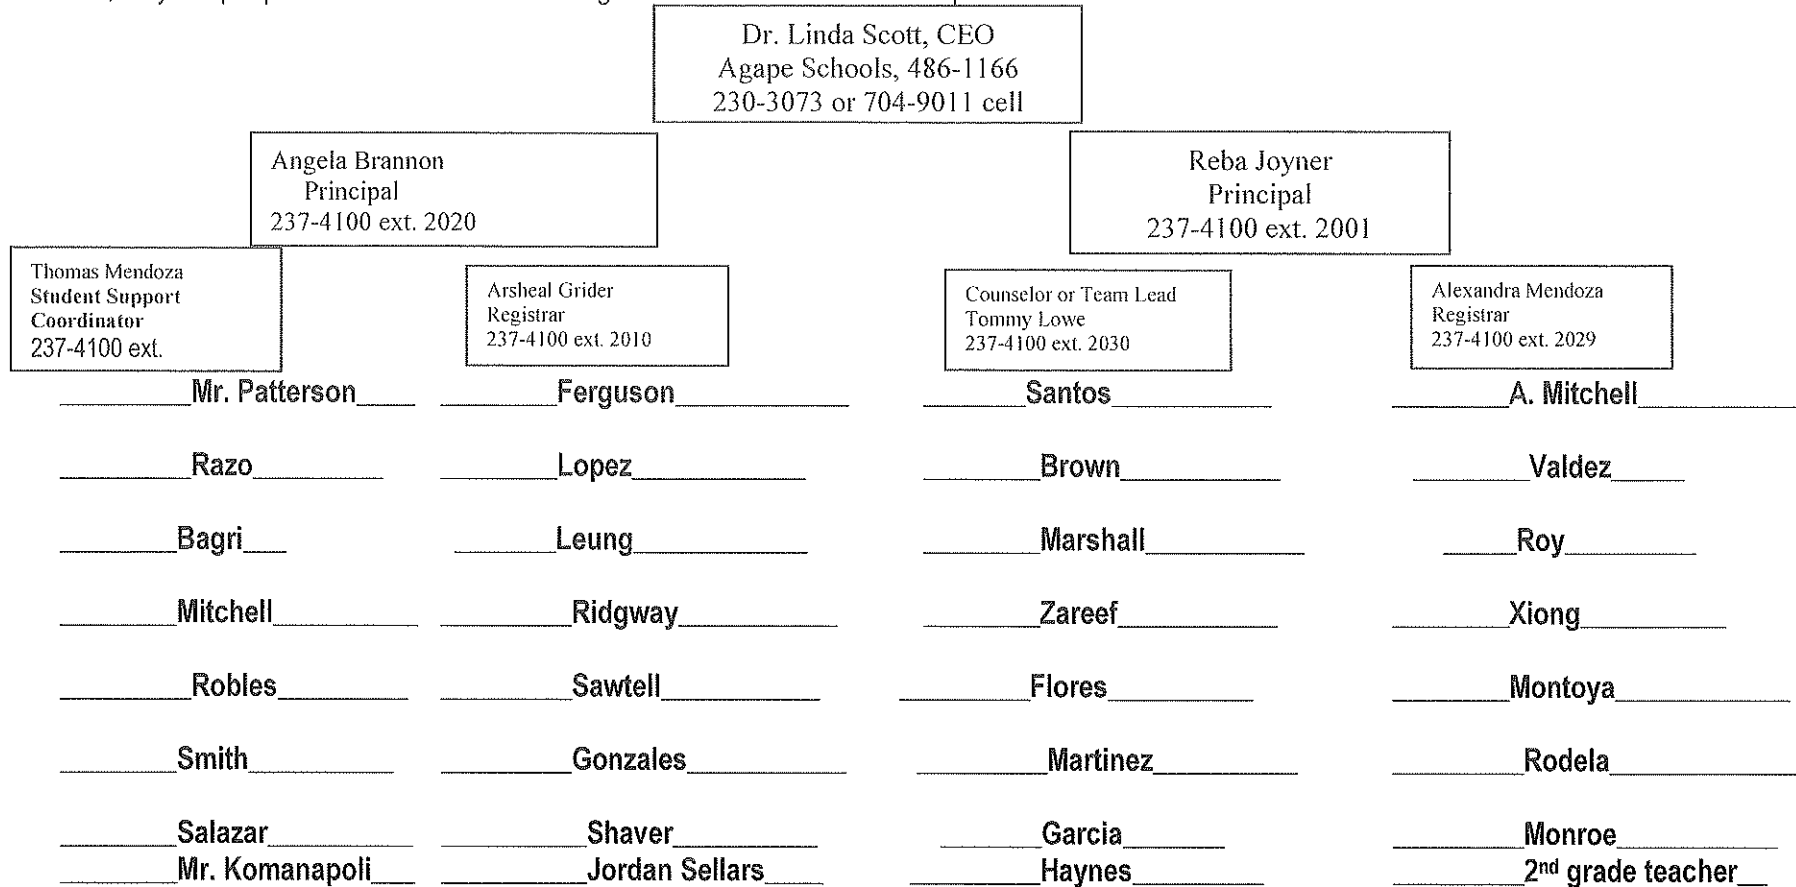 Dr. Linda Scott, CEO
Agape Schools, 486-1166
230-3073 or 704-9011 cell
Angela Brannon
Principal
237-4100 ext. 2020
Reba Joyner
Principal
237-4100 ext. 2001
Thomas Mendoza
Student Support
Coordinator
237-4100 ext.
Arsheal Grider
Registrar
237-4100 ext. 2010
Counselor or Team Lead
Tommy Lowe
237-4100 ext. 2030
Alexandra Mendoza
Registrar
237-4100 ext. 2029
Mr. Patterson Ferguson Santos A. Mitchell
Razo Lopez Brown Valdez
Bagri Leung Marshall Roy
Mitchell Ridgway Zareef Xiong
Robles Sawtell Flores Montoya
Smith Gonzales Martinez Rodela
Salazar Shaver Garcia Monroe
Mr. Komanapoli Jordan Sellars Haynes 2nd grade teacher